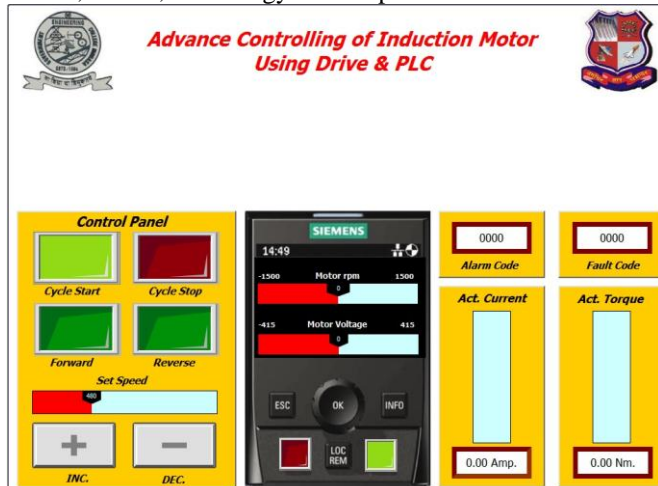 Advance Controlling of Induction Motor
Using Drive & PLC
Control Panel
Cycle Start
Cycle Stop
Forward
Reverse
Set Speed
480
+
−
INC.
DEC.
SIEMENS
14:49
-1500 Motor rpm 1500
0
-415 Motor Voltage 415
0
ESC
OK
INFO
LOC
REM
0000
Alarm Code
0000
Fault Code
Act. Current
0.00 Amp.
Act. Torque
0.00 Nm.